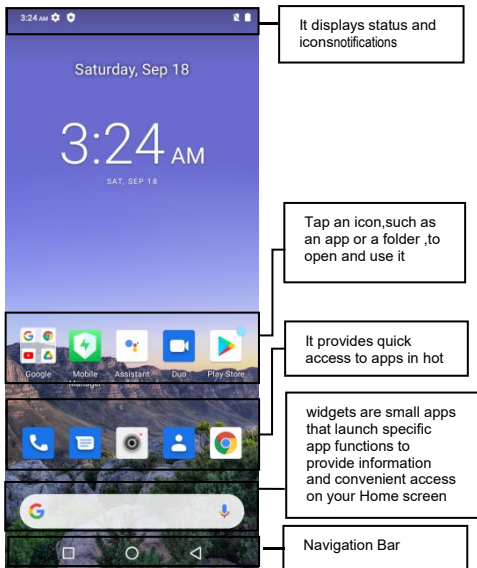 3:24 AM
Saturday, Sep 18
3:24 AM
SAT, SEP 18
Google Mobile Manager Assistant Duo Play Store
It displays status and
iconsnotifications
Tap an icon,such as
an app or a folder ,to
open and use it
It provides quick
access to apps in hot
widgets are small apps
that launch specific
app functions to
provide information
and convenient access
on your Home screen
Navigation Bar